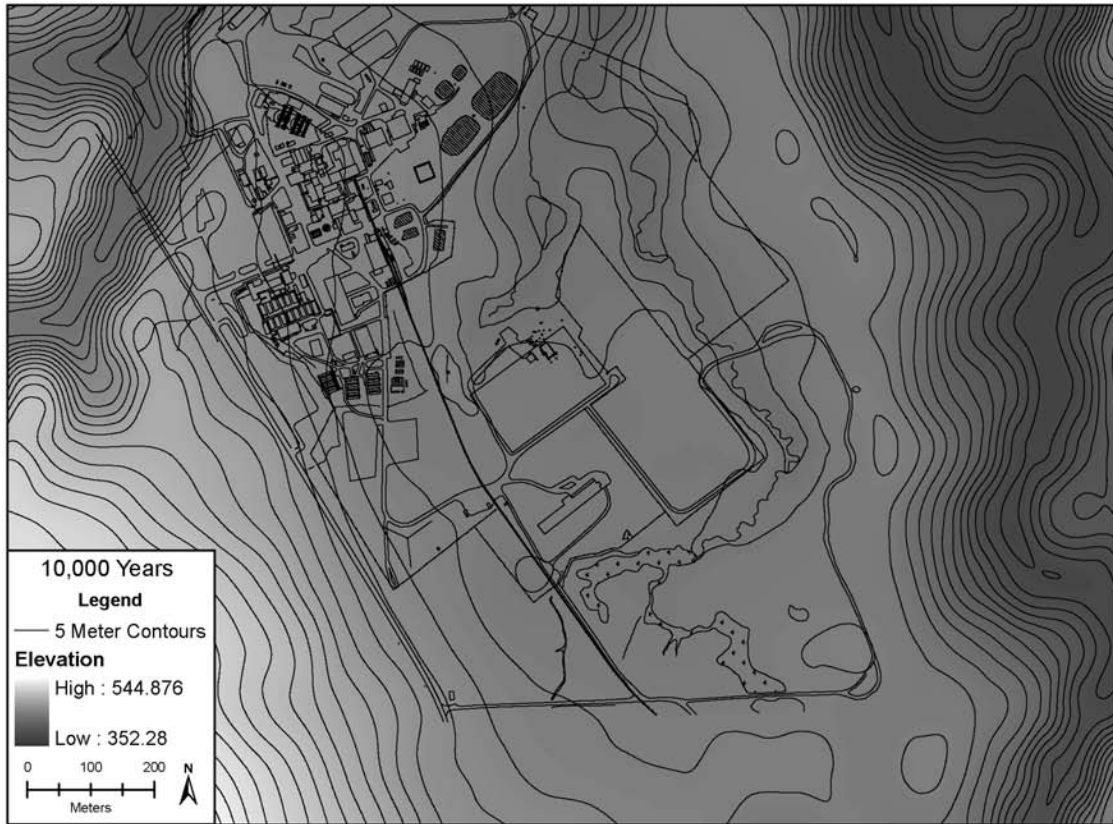 10,000 Years
Legend
5 Meter Contours
Elevation
High : 544.876
Low : 352.28
0 100 200
Meters
N